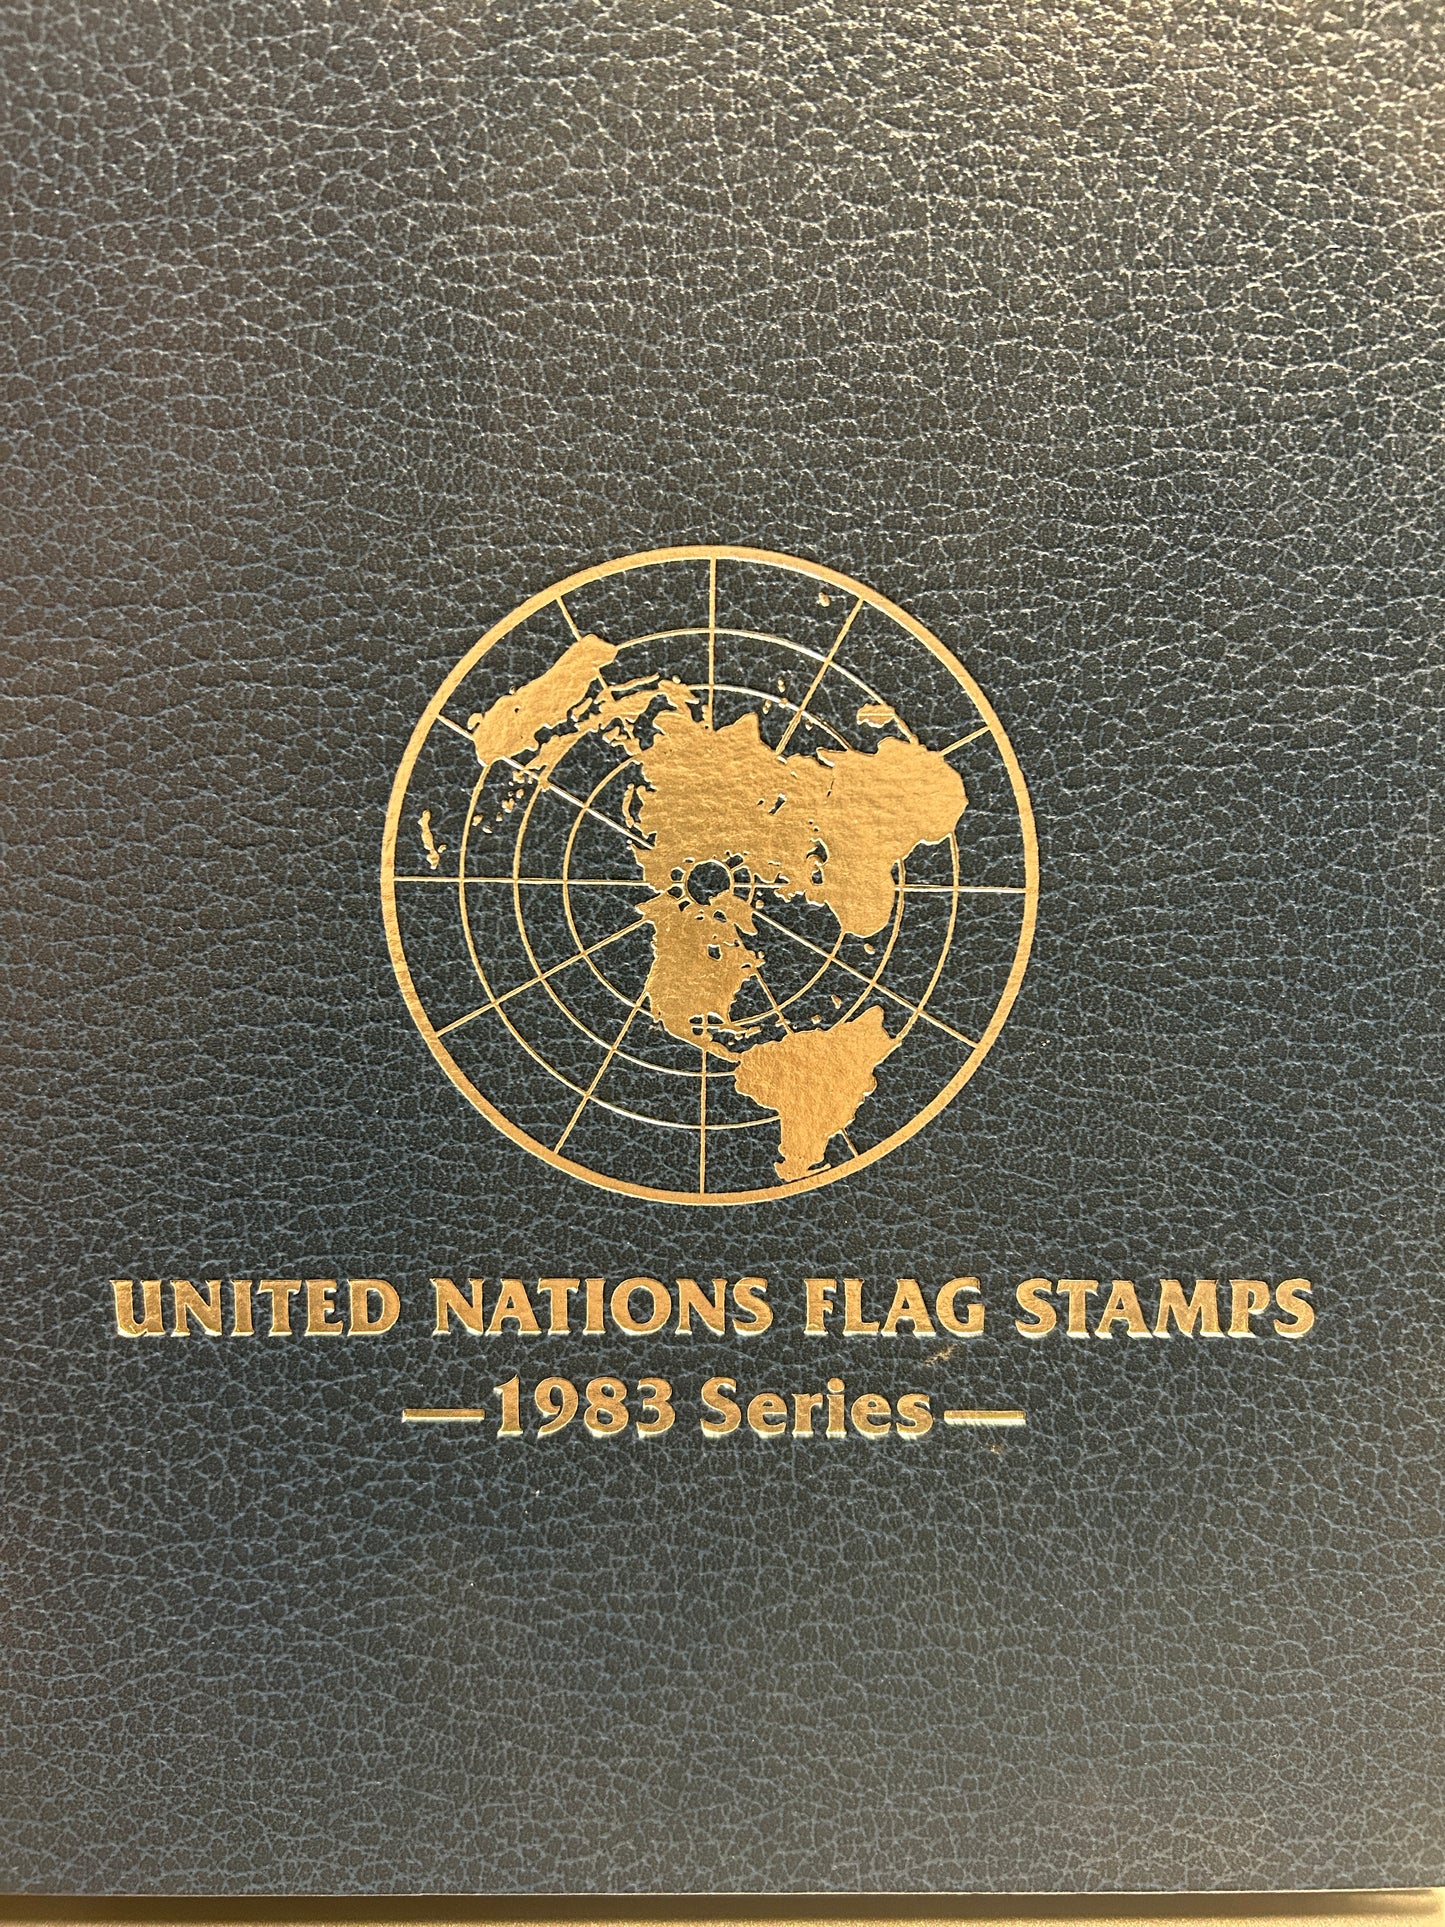 UNITED NATIONS FLAG STAMPS
—1983 Series—